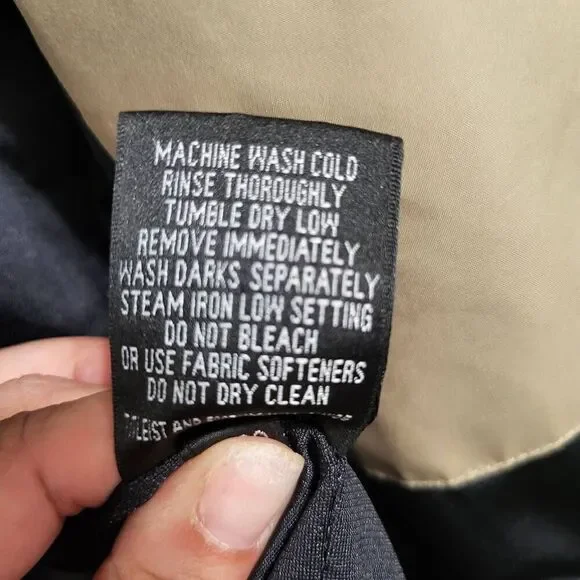 MACHINE WASH COLD
RINSE THOROUGHLY
TUMBLE DRY LOW
REMOVE IMMEDIATELY
WASH DARKS SEPARATELY
STEAM IRON LOW SETTING
DO NOT BLEACH
OR USE FABRIC SOFTENERS
DO NOT DRY CLEAN
AND